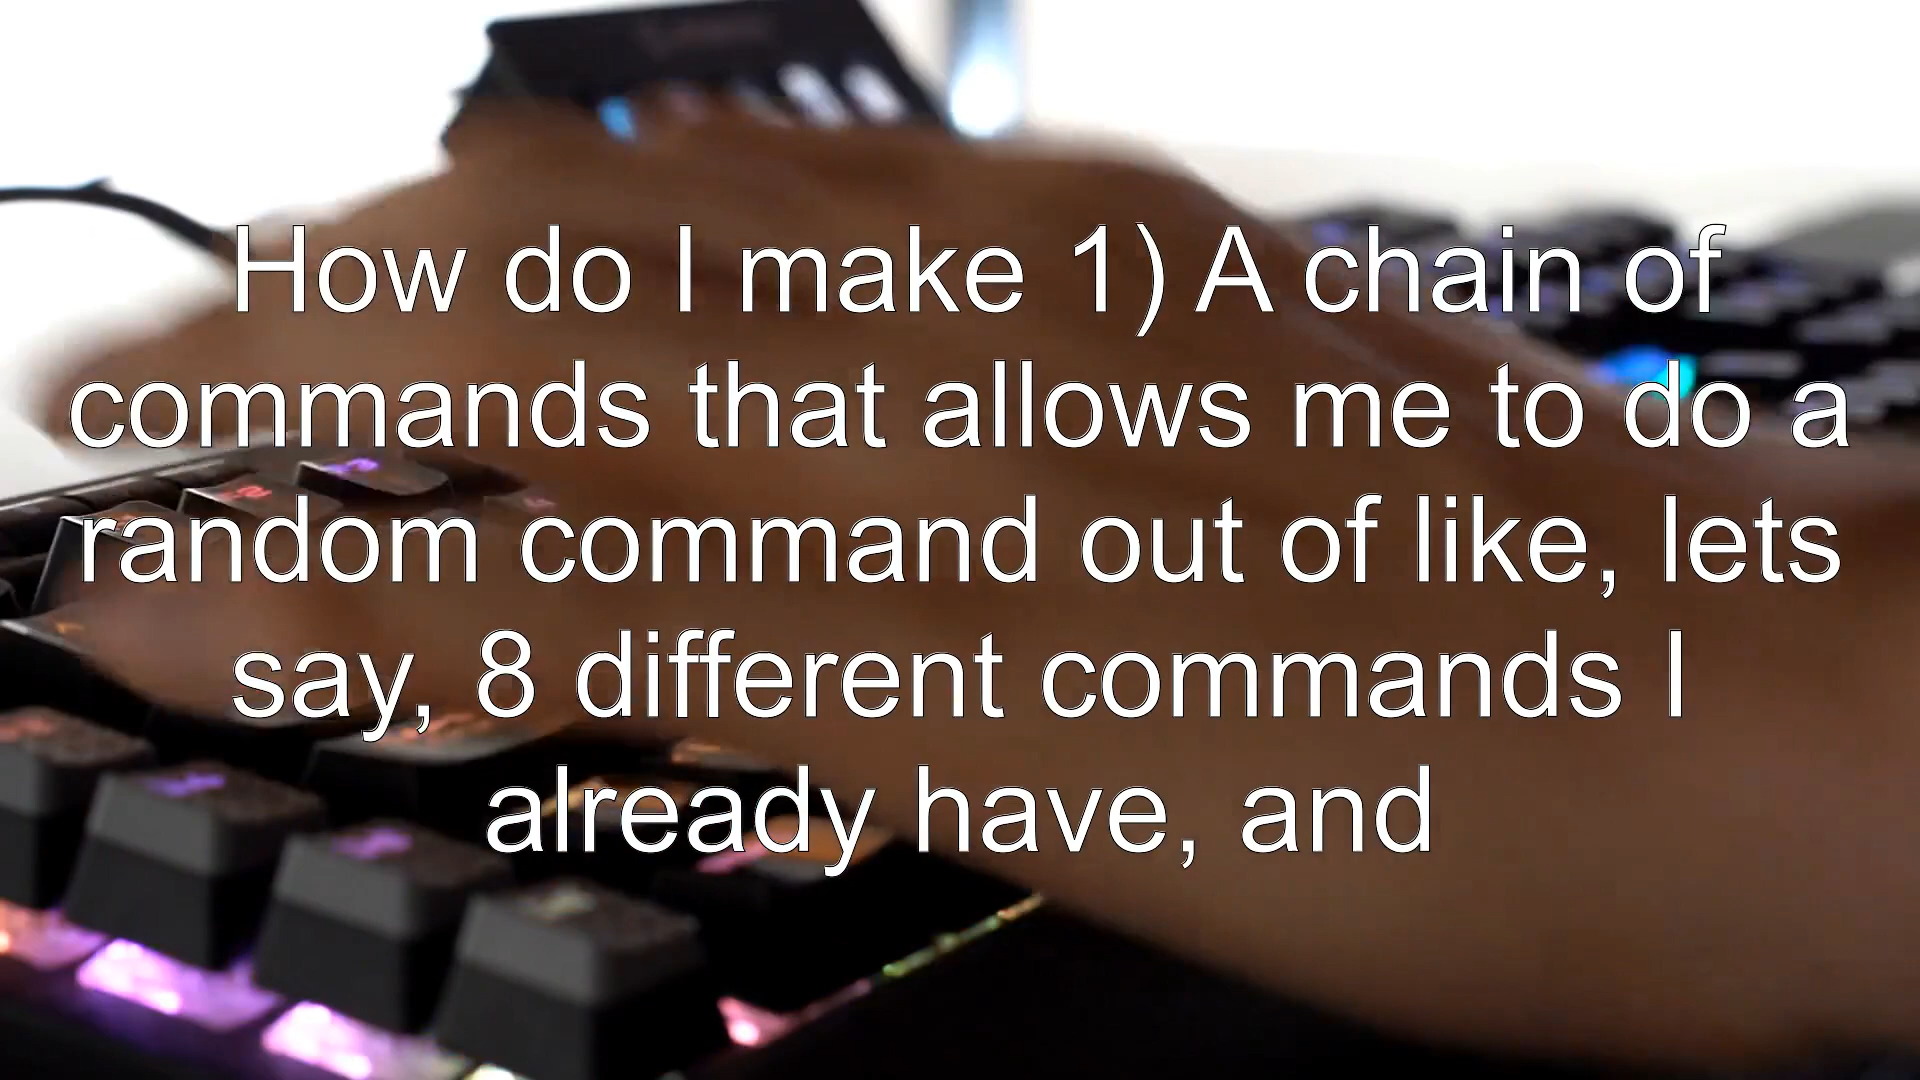 How do I make 1) A chain of
commands that allows me to do a
random command out of like, lets
say, 8 different commands I
already have, and